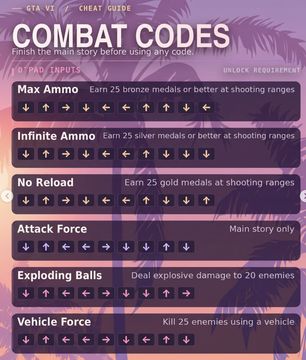 GTA VI / CHEAT GUIDE
COMBAT CODES
Finish the main story before using any code.
D-PAD INPUTS UNLOCK REQUIREMENT
Max Ammo Earn 25 bronze medals or better at shooting ranges
↓ ↑ → ↓ ← ← ↑ ↑ ↓ ←
Infinite Ammo Earn 25 silver medals or better at shooting ranges
↓ ↑ → ↓ ← ← ↑ ↓ ↓ ←
No Reload Earn 25 gold medals at shooting ranges
↓ ↑ → ↓ ← ← ↑ ↓ ← ↑
Attack Force Main story only
↓ ↑ ← ← → ↓ ↓ ↑ ↓
Exploding Balls Deal explosive damage to 20 enemies
↓ ↑ ← ← → ↓ ↑ ↑ →
Vehicle Force Kill 25 enemies using a vehicle
↓ ↑ ← ← → ↓ ← ↑ ↓ →